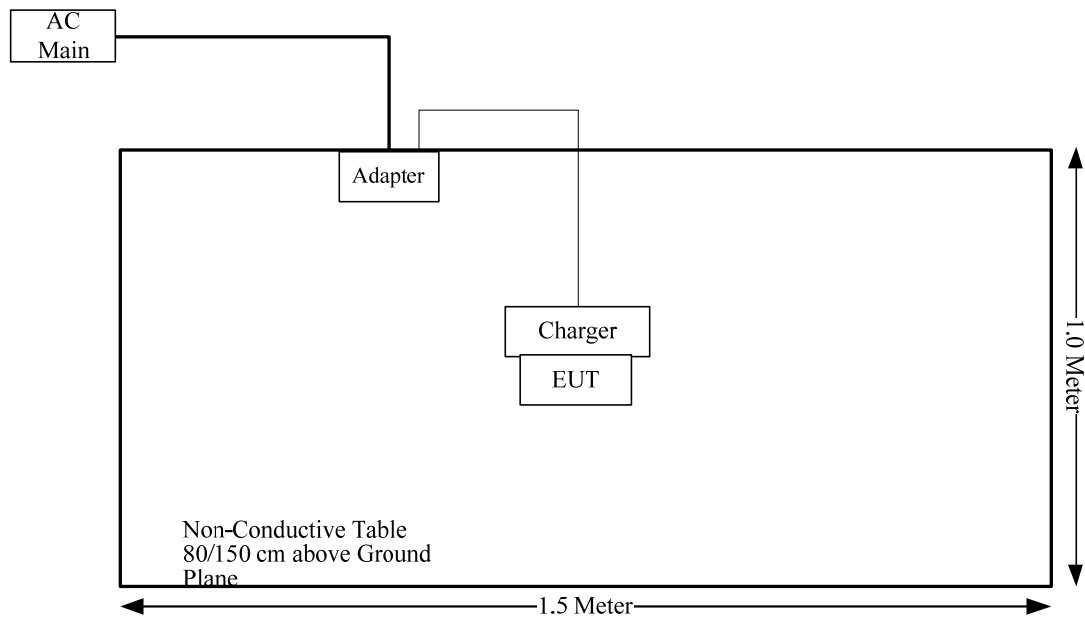 AC
Main
Adapter
Charger
EUT
1.0 Meter
Non-Conductive Table
80/150 cm above Ground
Plane
1.5 Meter